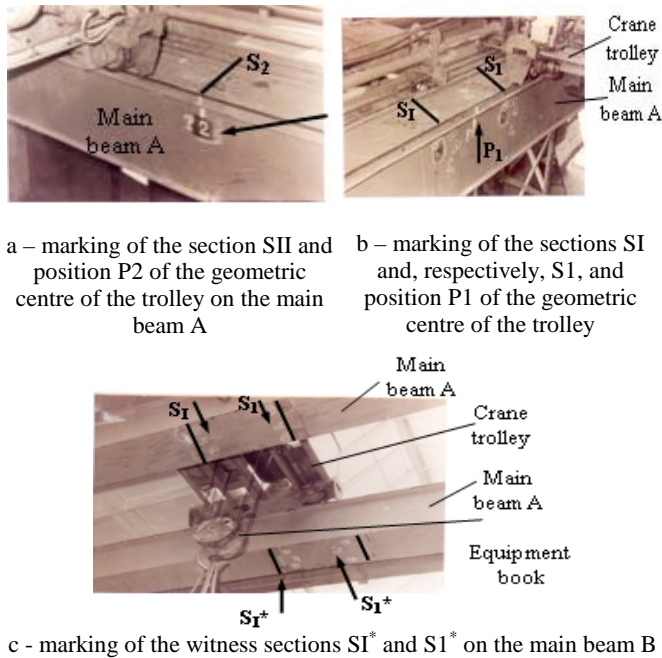 S2
Main
beam A
2
Crane
trolley
Main
beam A
S1
SI
P1
a – marking of the section SII and
position P2 of the geometric
centre of the trolley on the main
beam A
b – marking of the sections SI
and, respectively, S1, and
position P1 of the geometric
centre of the trolley
Main
beam A
SI
S1
Crane
trolley
Main
beam A
Equipment
book
SI*
S1*
c - marking of the witness sections SI* and S1* on the main beam B